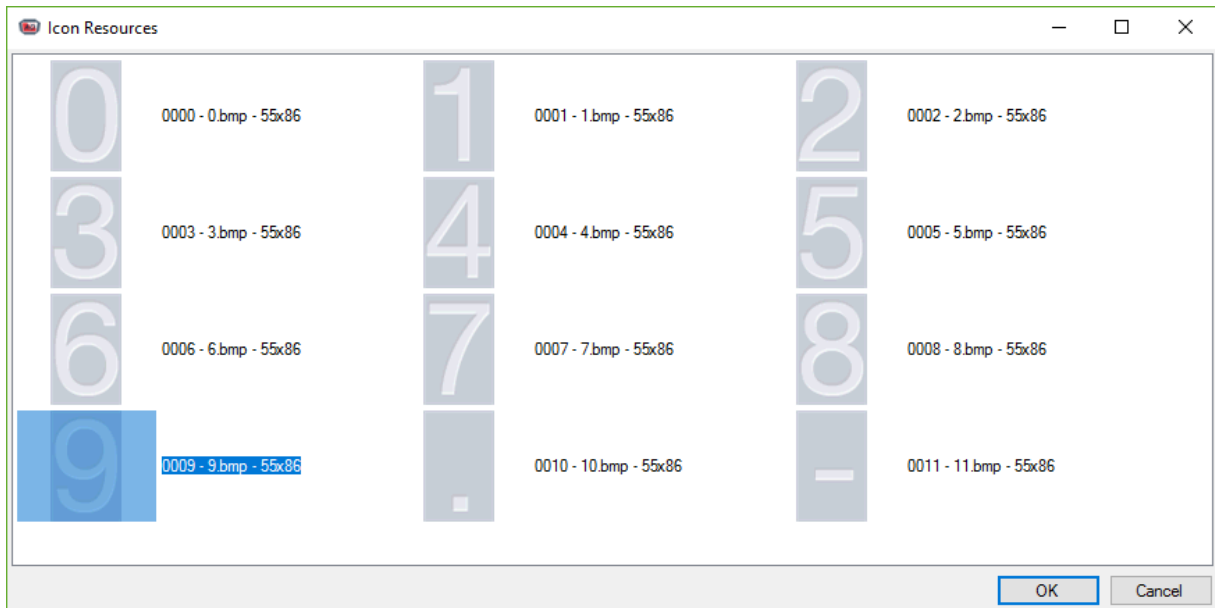 Icon Resources
0
0000 - 0.bmp - 55x86
1
0001 - 1.bmp - 55x86
2
0002 - 2.bmp - 55x86
3
0003 - 3.bmp - 55x86
4
0004 - 4.bmp - 55x86
5
0005 - 5.bmp - 55x86
6
0006 - 6.bmp - 55x86
7
0007 - 7.bmp - 55x86
8
0008 - 8.bmp - 55x86
9
0009 - 9.bmp - 55x86
.
0010 - 10.bmp - 55x86
-
0011 - 11.bmp - 55x86
OK
Cancel